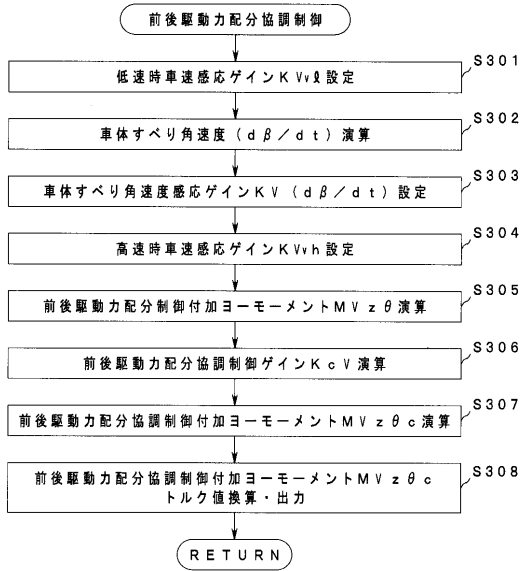 前後駆動力配分協調制御
S301
低速時車速感応ゲインKVvℓ設定
S302
車体すべり角速度(dβ/dt)演算
S303
車体すべり角速度感応ゲインKV(dβ/dt)設定
S304
高速時車速感応ゲインKVvh設定
S305
前後駆動力配分制御付加ヨーモーメントMVzθ演算
S306
前後駆動力配分協調制御ゲインKcV演算
S307
前後駆動力配分協調制御付加ヨーモーメントMVzθc演算
S308
前後駆動力配分協調制御付加ヨーモーメントMVzθc
トルク値換算・出力
RETURN